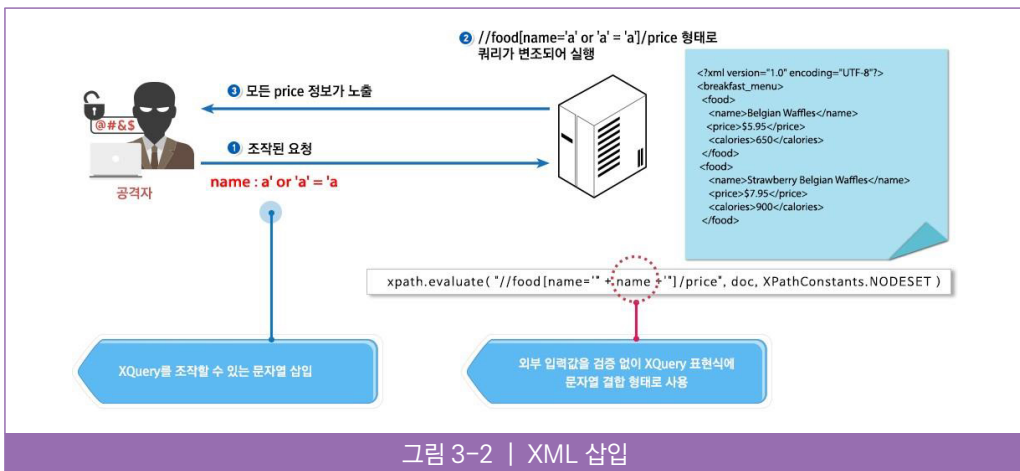 ❷ //food[name='a' or 'a' = 'a']/price 형태로
쿼리가 변조되어 실행
<?xml version="1.0" encoding="UTF-8"?>
<breakfast_menu>
<food>
<name>Belgian Waffles</name>
<price>$5.95</price>
<calories>650</calories>
</food>
<food>
<name>Strawberry Belgian Waffles</name>
<price>$7.95</price>
<calories>900</calories>
</food>
❸ 모든 price 정보가 노출
@#&$
❶ 조작된 요청
name : a' or 'a' = 'a
공격자
xpath.evaluate( "//food[name='" + name +"']/price", doc, XPathConstants.NODESET )
XQuery를 조작할 수 있는 문자열 삽입
외부 입력값을 검증 없이 XQuery 표현식에
문자열 결합 형태로 사용
그림 3-2 | XML 삽입